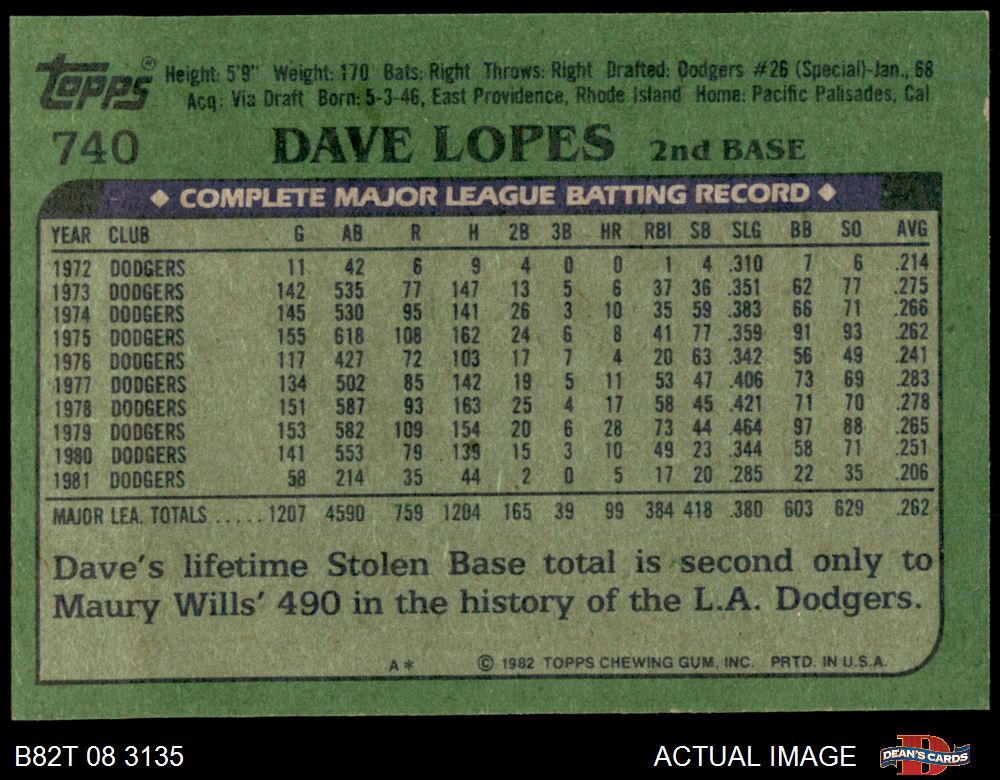 Topps® Height: 5'9" Weight: 170 Bats: Right Throws: Right Drafted: Dodgers #26 (Special)-Jan., 68
Acq: Via Draft Born: 5-3-46, East Providence, Rhode Island Home: Pacific Palisades, Cal
740 DAVE LOPES 2nd BASE
◆ COMPLETE MAJOR LEAGUE BATTING RECORD ◆
YEAR CLUB G AB R H 2B 3B HR RBI SB SLG BB SO AVG
1972 DODGERS 11 42 6 9 4 0 0 1 4 .310 7 6 .214
1973 DODGERS 142 535 77 147 13 5 6 37 36 .351 62 77 .275
1974 DODGERS 145 530 95 141 26 3 10 35 59 .383 66 71 .266
1975 DODGERS 155 618 108 162 24 6 8 41 77 .359 91 93 .262
1976 DODGERS 117 427 72 103 17 7 4 20 63 .342 56 49 .241
1977 DODGERS 134 502 85 142 19 5 11 53 47 .406 73 69 .283
1978 DODGERS 151 587 93 163 25 4 17 58 45 .421 71 70 .278
1979 DODGERS 153 582 109 154 20 6 28 73 44 .464 97 88 .265
1980 DODGERS 141 553 79 139 15 3 10 49 23 .344 58 71 .251
1981 DODGERS 58 214 35 44 2 0 5 17 20 .285 22 35 .206
MAJOR LEA. TOTALS ...... 1207 4590 759 1204 165 39 99 384 418 .380 603 629 .262
Dave's lifetime Stolen Base total is second only to
Maury Wills' 490 in the history of the L.A. Dodgers.
A* © 1982 TOPPS CHEWING GUM, INC. PRTD. IN U.S.A.
B82T 08 3135 ACTUAL IMAGE DEAN'S CARDS